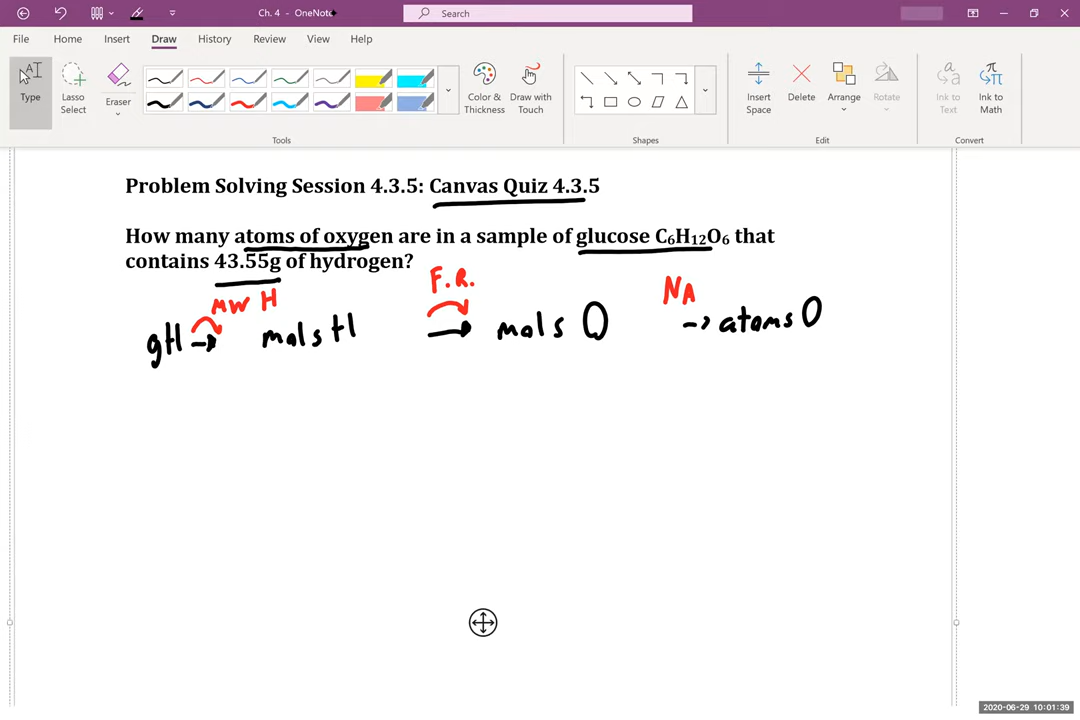 Ch. 4 - OneNote
Search
File Home Insert Draw History Review View Help
Type
Lasso Select
Eraser
Color & Thickness
Draw with Touch
Insert Space
Delete
Arrange
Rotate
Ink to Text
Ink to Math
Tools
Shapes
Edit
Convert
Problem Solving Session 4.3.5: Canvas Quiz 4.3.5
How many atoms of oxygen are in a sample of glucose C₆H₁₂O₆ that
contains 43.55g of hydrogen?
MW H F.R. NA
gH → mols H → mols O → atoms O
2020-06-29 10:01:39